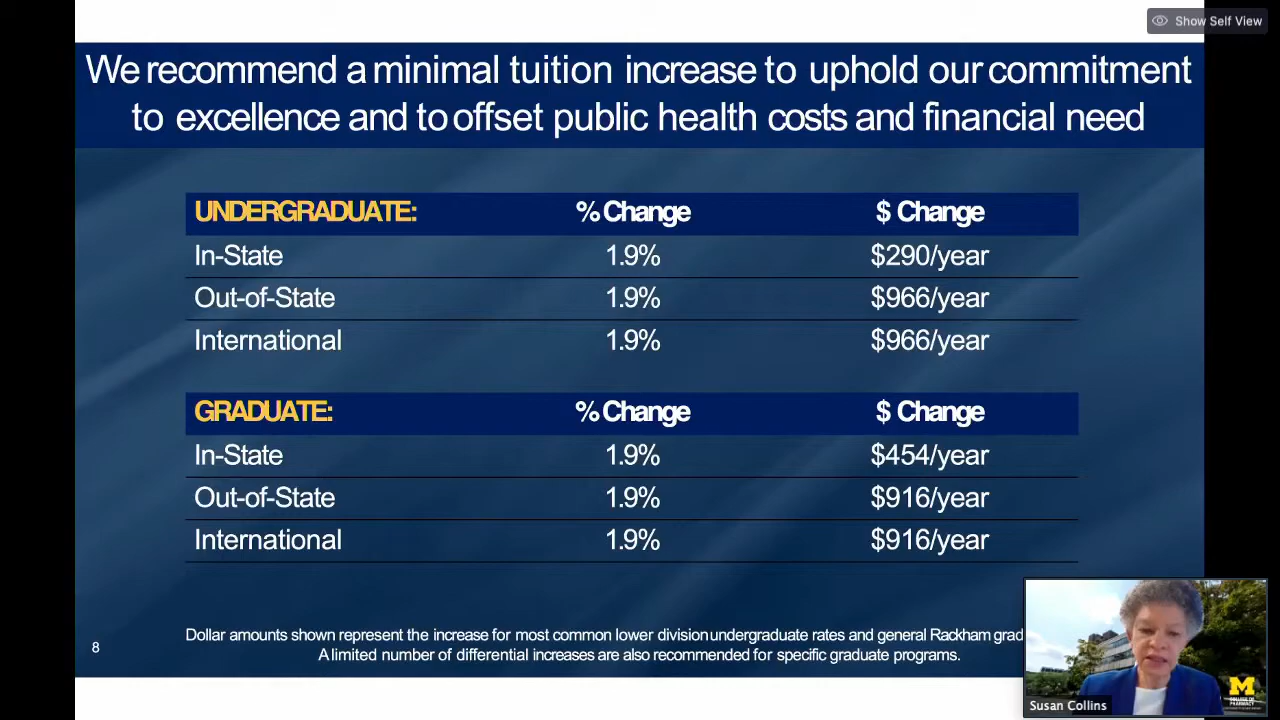 Show Self View
We recommend a minimal tuition increase to uphold our commitment
to excellence and to offset public health costs and financial need
UNDERGRADUATE: % Change $ Change
In-State 1.9% $290/year
Out-of-State 1.9% $966/year
International 1.9% $966/year
GRADUATE: % Change $ Change
In-State 1.9% $454/year
Out-of-State 1.9% $916/year
International 1.9% $916/year
Dollar amounts shown represent the increase for most common lower division undergraduate rates and general Rackham grad
A limited number of differential increases are also recommended for specific graduate programs.
8
M
COLLEGE OF
PHARMACY
Susan Collins